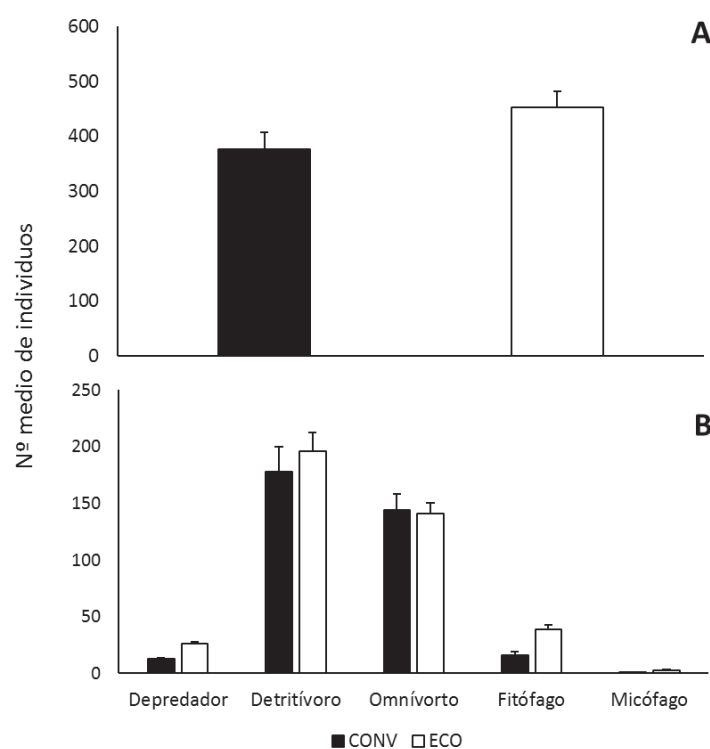 A
600
500
400
300
200
100
0
Nº medio de individuos
B
250
200
150
100
50
0
Depredador Detritívoro Omnívorto Fitófago Micófago
CONV ECO